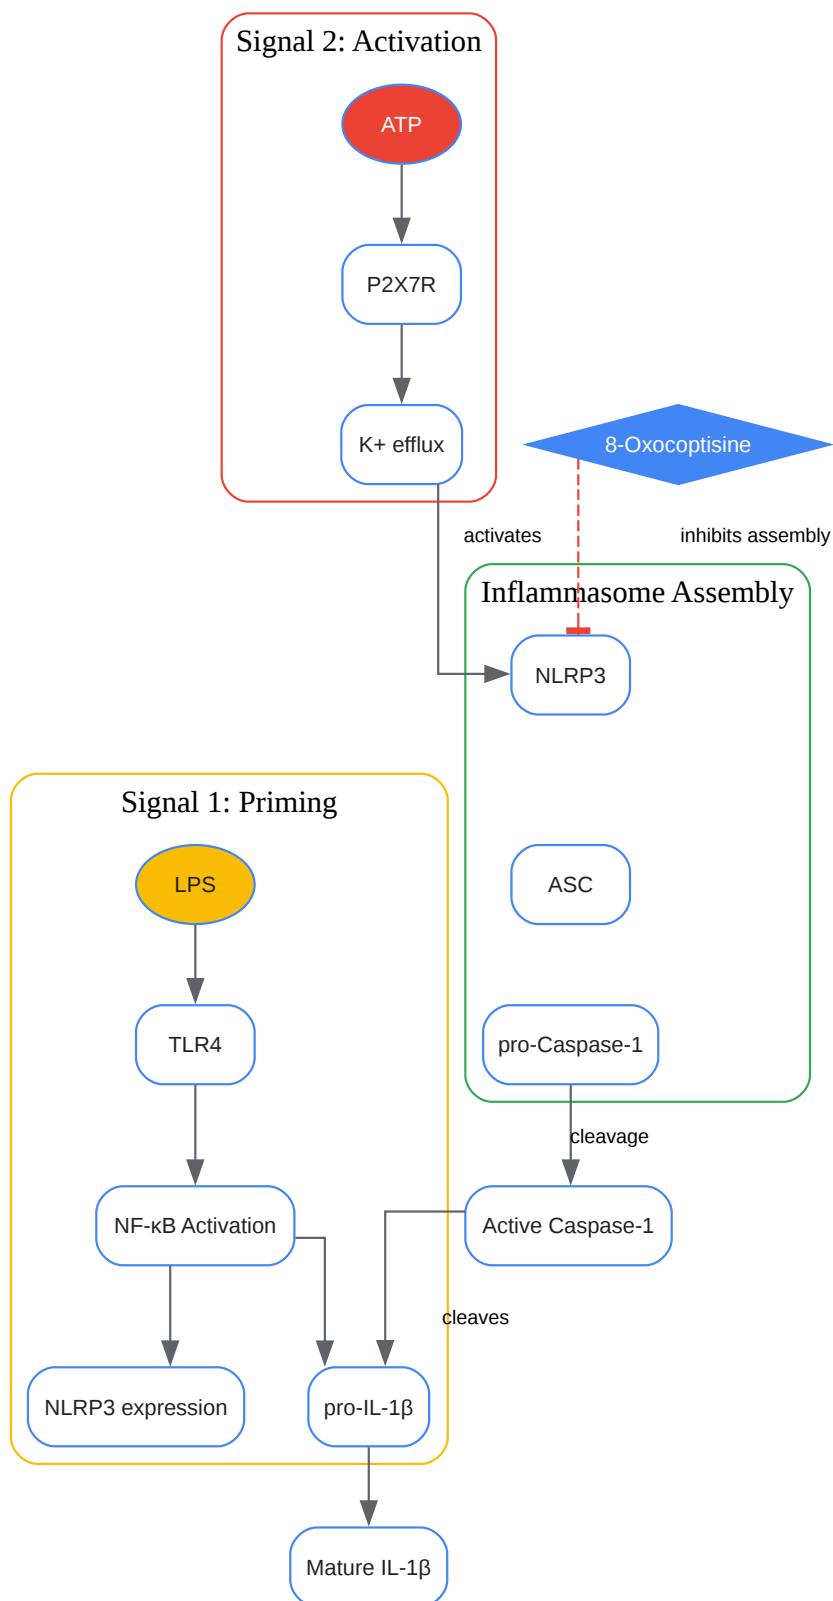 Signal 2: Activation
ATP
P2X7R
K+ efflux
8-Oxocoptisine
activates
inhibits assembly
Inflammasome Assembly
NLRP3
Signal 1: Priming
LPS
ASC
TLR4
pro-Caspase-1
cleavage
NF-κB Activation
Active Caspase-1
cleaves
NLRP3 expression
pro-IL-1β
Mature IL-1β